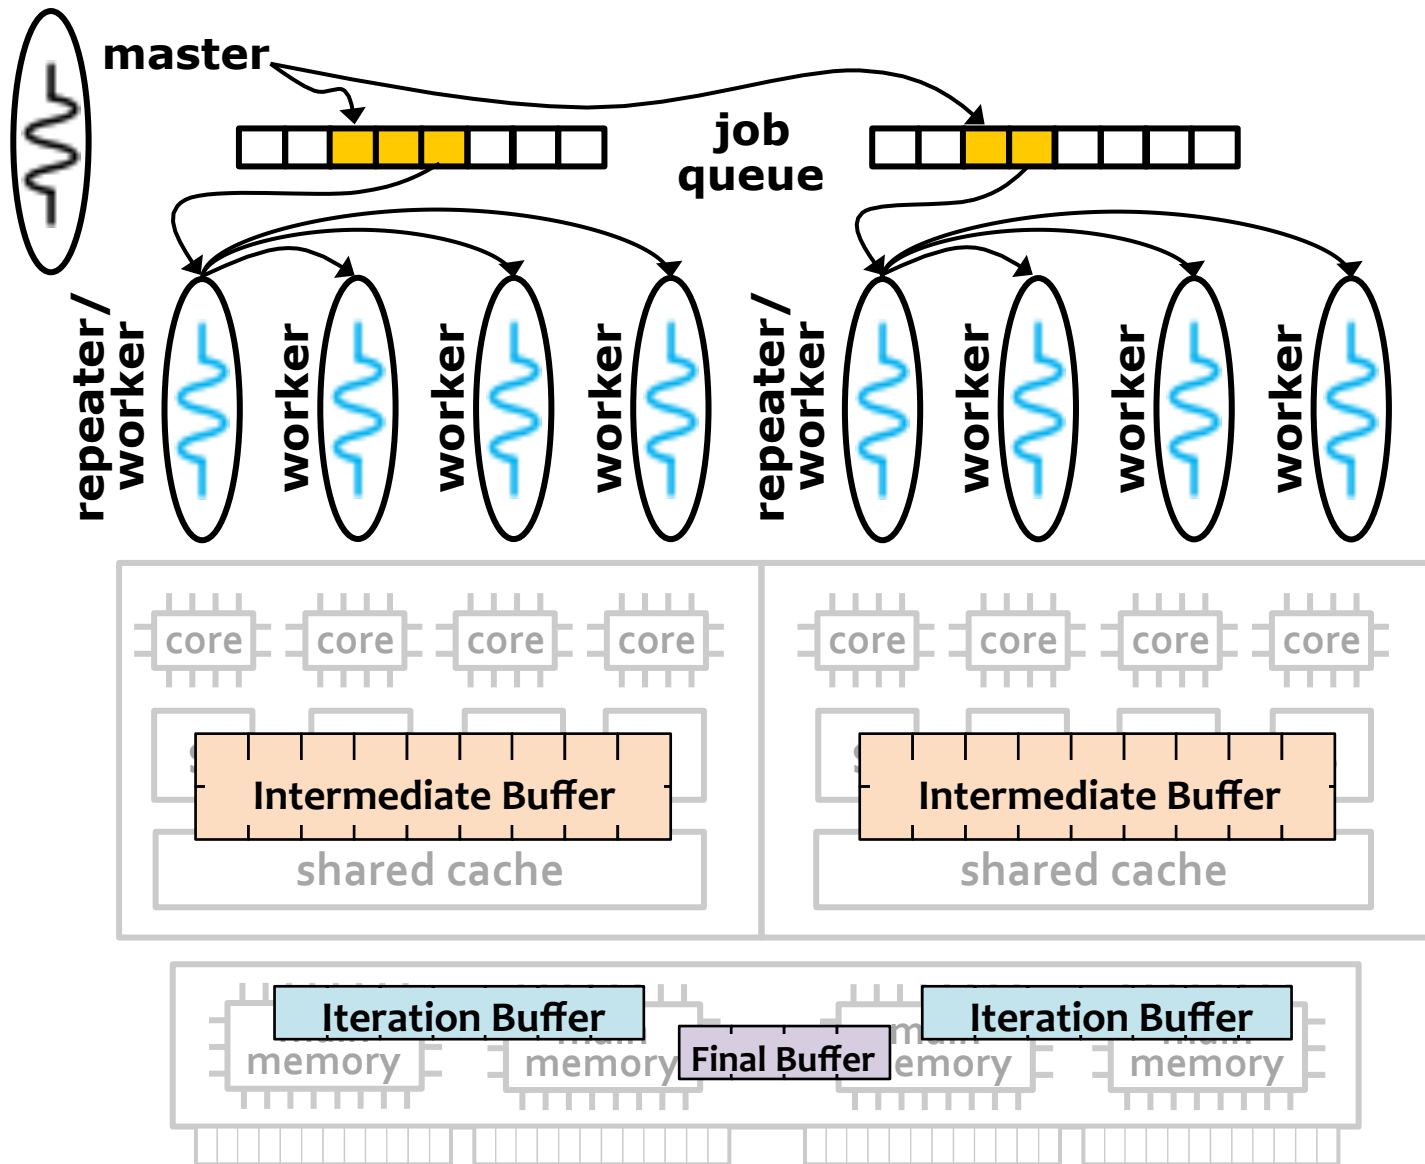 master
job
queue
repeater/
worker
worker
worker
worker
repeater/
worker
worker
worker
worker
core
core
core
core
core
core
core
core
Intermediate Buffer
Intermediate Buffer
shared cache
shared cache
Iteration Buffer
Iteration Buffer
Final Buffer
memory
memory
memory